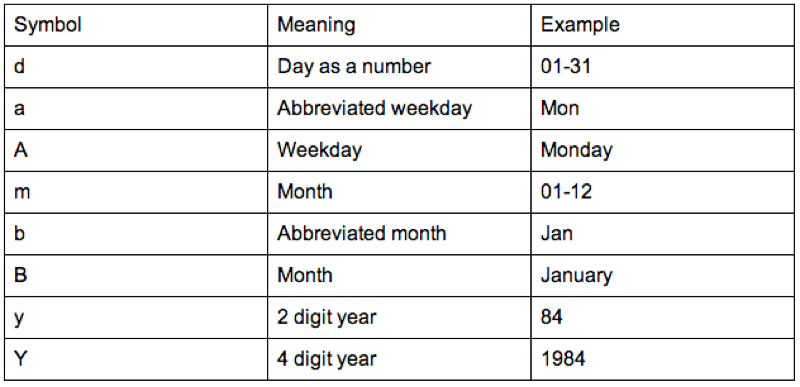 Symbol Meaning Example
d Day as a number 01-31
a Abbreviated weekday Mon
A Weekday Monday
m Month 01-12
b Abbreviated month Jan
B Month January
y 2 digit year 84
Y 4 digit year 1984